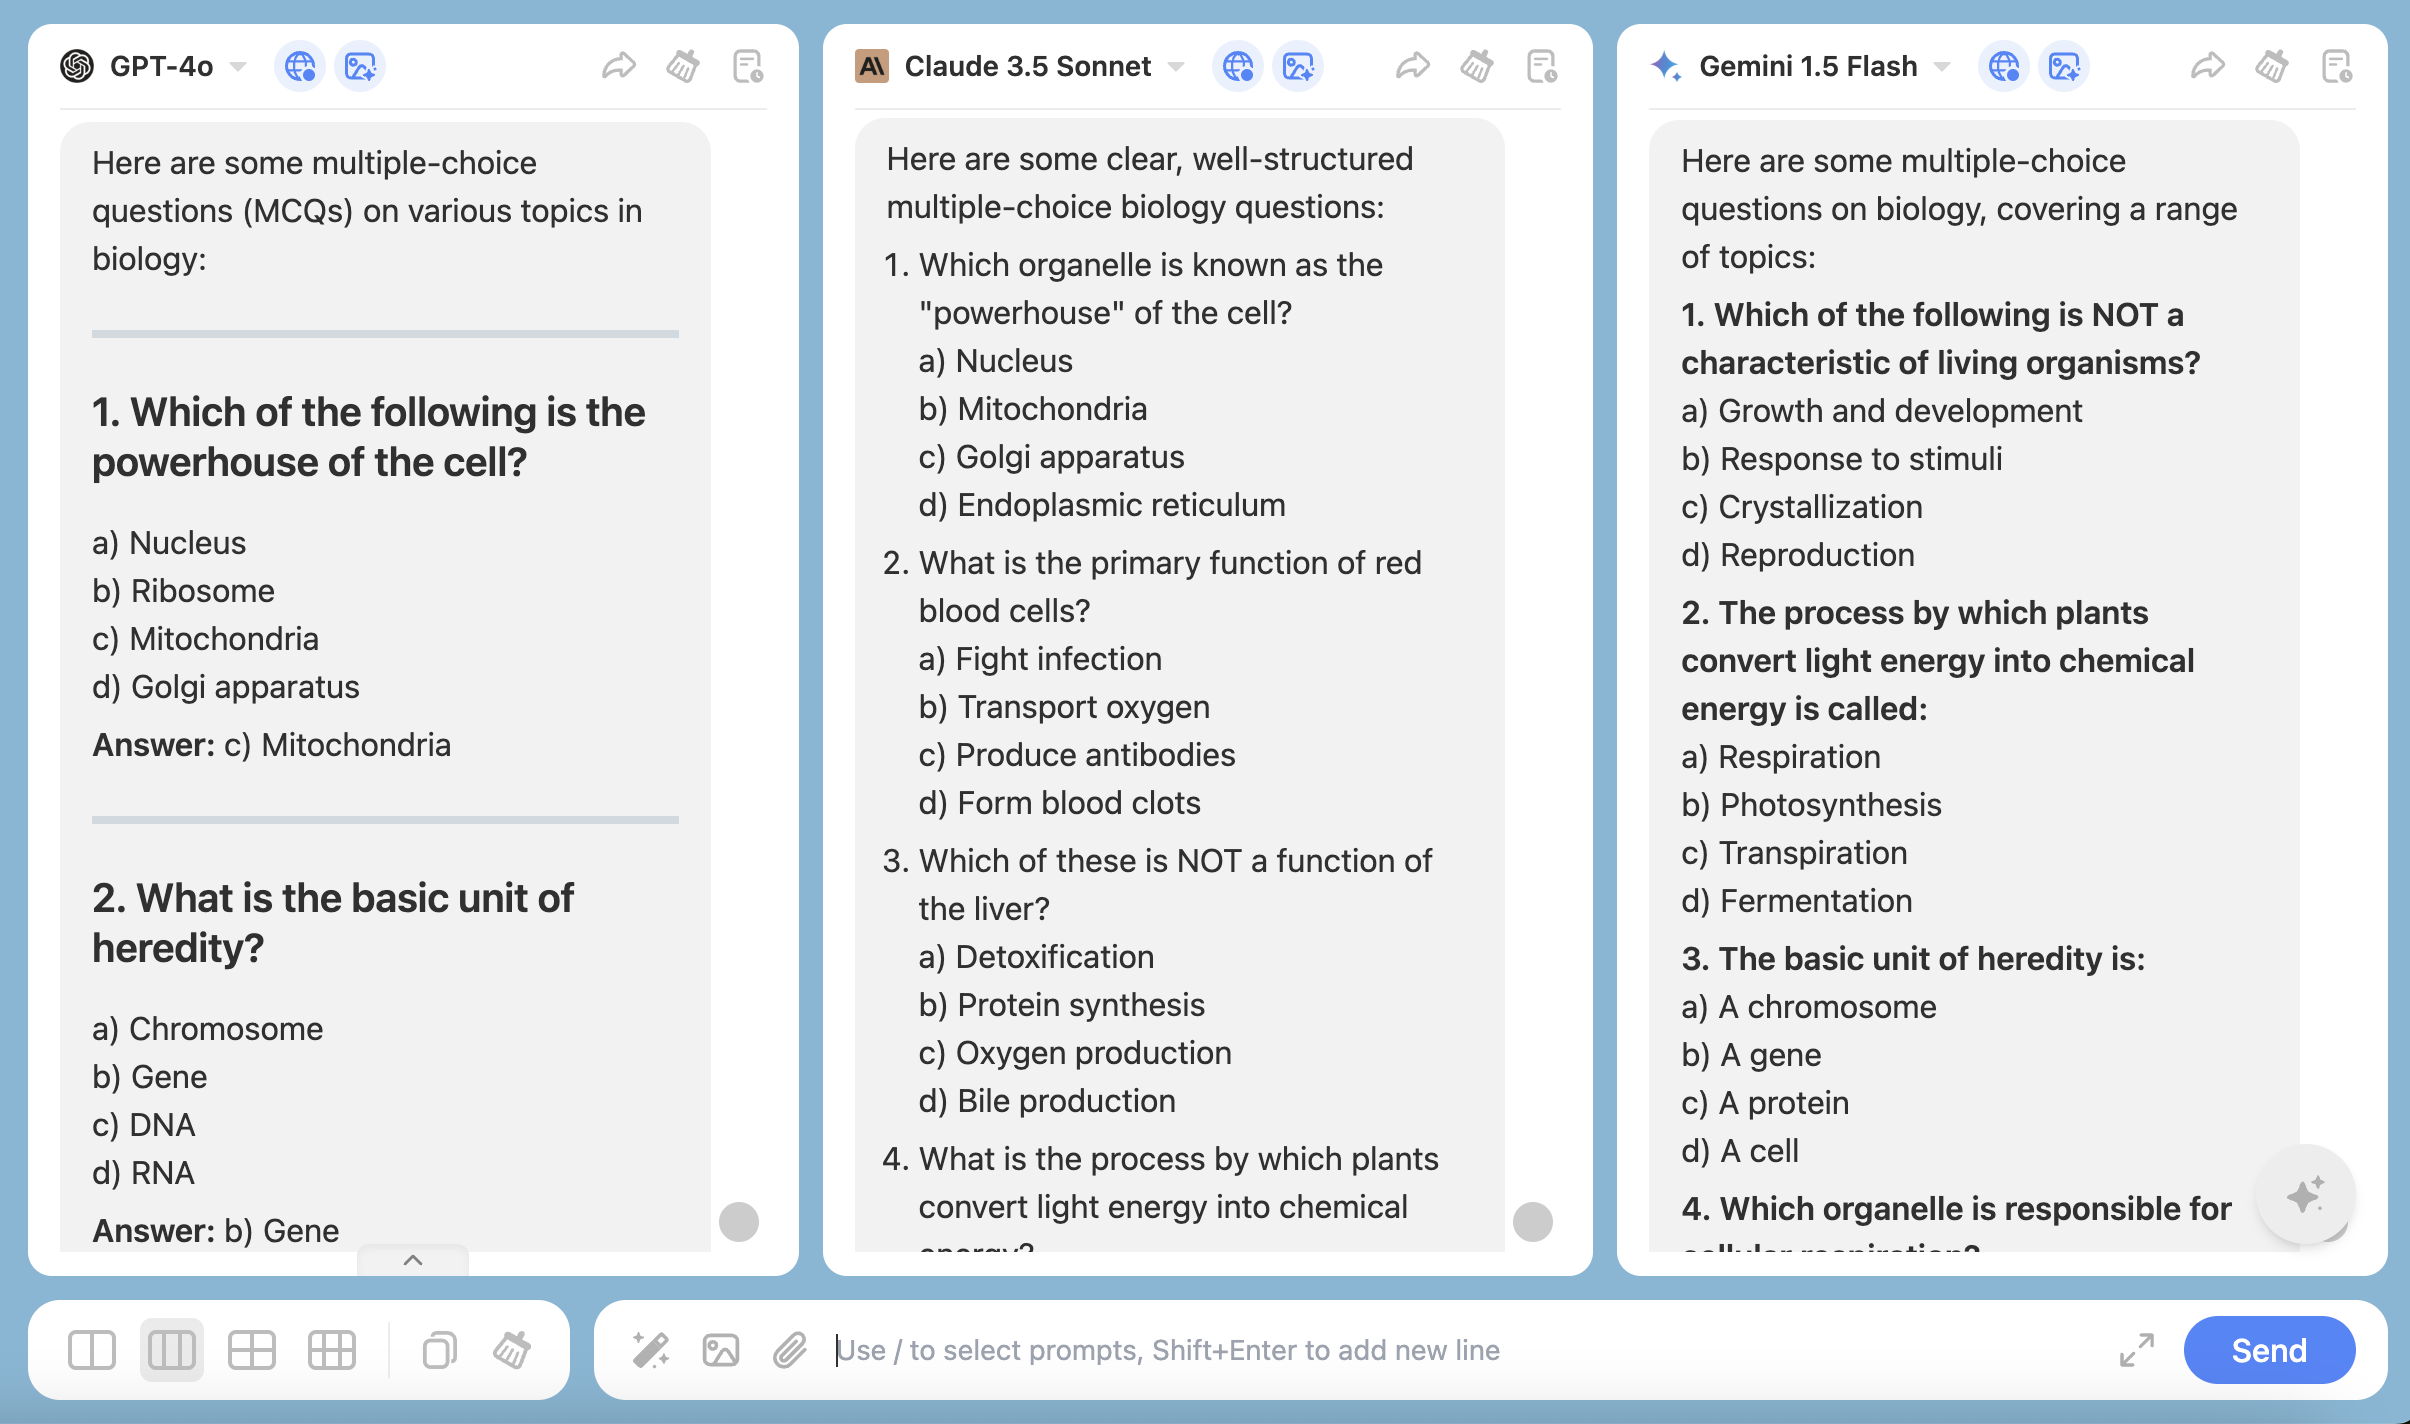 GPT-4o
Here are some multiple-choice
questions (MCQs) on various topics in
biology:
1. Which of the following is the
powerhouse of the cell?
a) Nucleus
b) Ribosome
c) Mitochondria
d) Golgi apparatus
Answer: c) Mitochondria
2. What is the basic unit of
heredity?
a) Chromosome
b) Gene
c) DNA
d) RNA
Answer: b) Gene
Claude 3.5 Sonnet
Here are some clear, well-structured
multiple-choice biology questions:
1. Which organelle is known as the
"powerhouse" of the cell?
a) Nucleus
b) Mitochondria
c) Golgi apparatus
d) Endoplasmic reticulum
2. What is the primary function of red
blood cells?
a) Fight infection
b) Transport oxygen
c) Produce antibodies
d) Form blood clots
3. Which of these is NOT a function of
the liver?
a) Detoxification
b) Protein synthesis
c) Oxygen production
d) Bile production
4. What is the process by which plants
convert light energy into chemical
energy?
Gemini 1.5 Flash
Here are some multiple-choice
questions on biology, covering a range
of topics:
1. Which of the following is NOT a
characteristic of living organisms?
a) Growth and development
b) Response to stimuli
c) Crystallization
d) Reproduction
2. The process by which plants
convert light energy into chemical
energy is called:
a) Respiration
b) Photosynthesis
c) Transpiration
d) Fermentation
3. The basic unit of heredity is:
a) A chromosome
b) A gene
c) A protein
d) A cell
4. Which organelle is responsible for
cellular respiration?
Use / to select prompts, Shift+Enter to add new line
Send